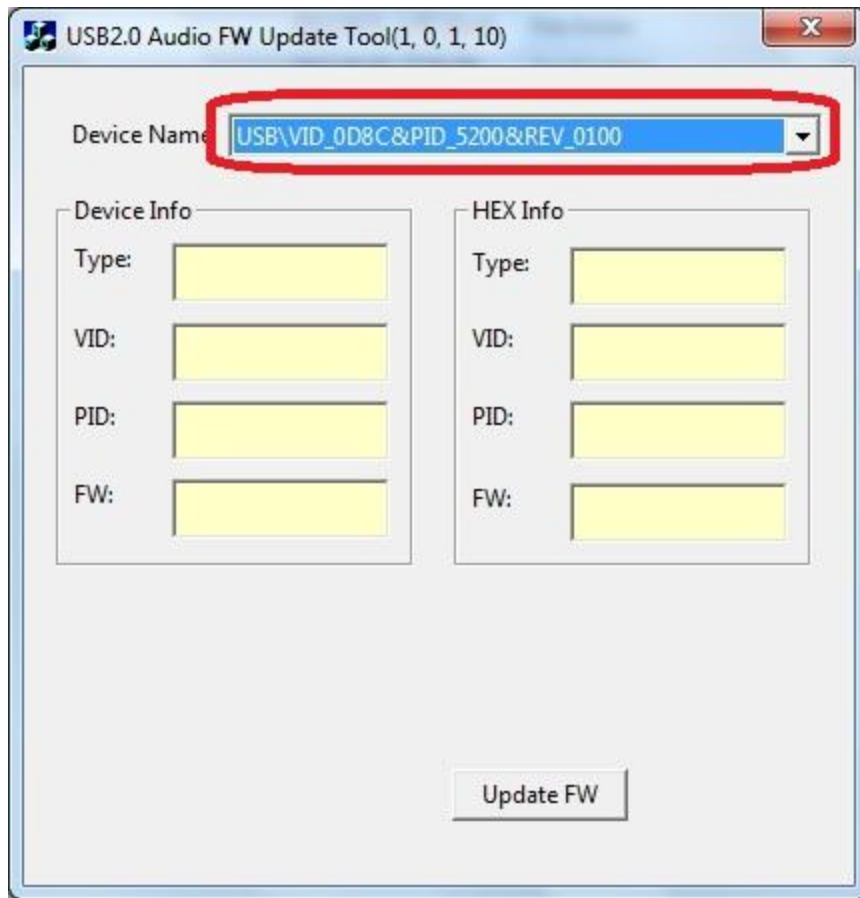 USB2.0 Audio FW Update Tool(1, 0, 1, 10)
Device Name
USB\VID_0D8C&PID_5200&REV_0100
Device Info
Type:
VID:
PID:
FW:
HEX Info
Type:
VID:
PID:
FW:
Update FW